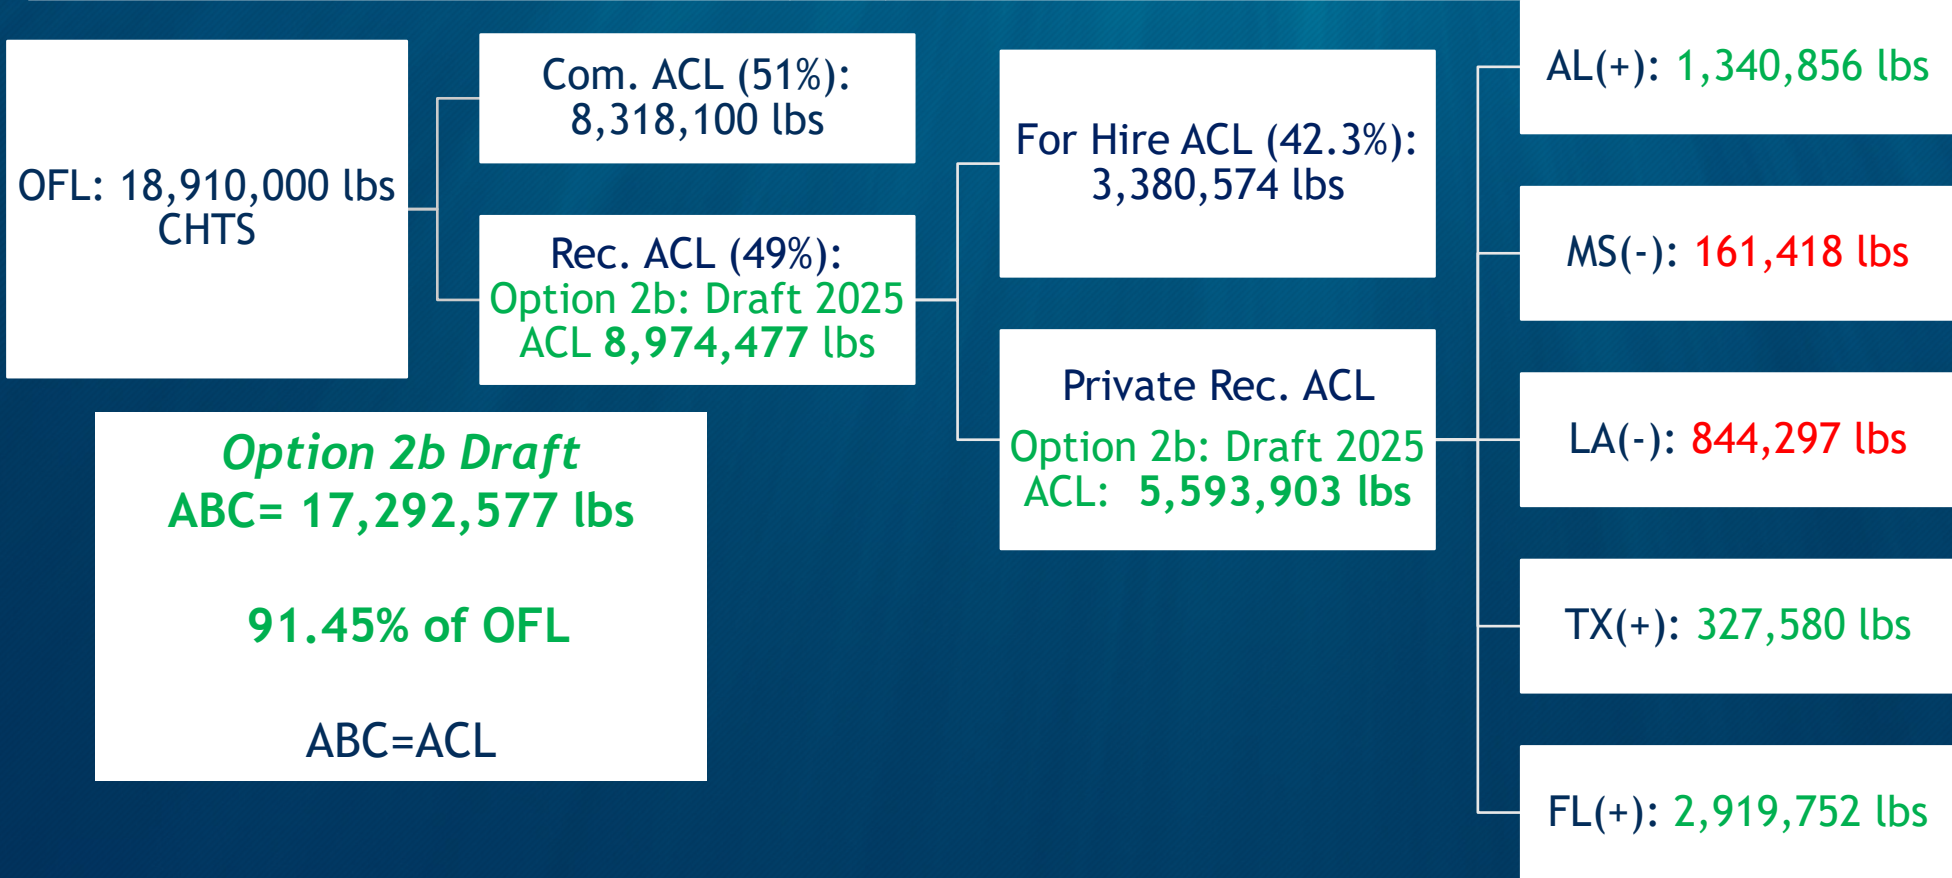 OFL: 18,910,000 lbs
CHTS
Com. ACL (51%):
8,318,100 lbs
Rec. ACL (49%):
Option 2b: Draft 2025
ACL 8,974,477 lbs
For Hire ACL (42.3%):
3,380,574 lbs
Private Rec. ACL
Option 2b: Draft 2025
ACL: 5,593,903 lbs
AL(+): 1,340,856 lbs
MS(-): 161,418 lbs
LA(-): 844,297 lbs
TX(+): 327,580 lbs
FL(+): 2,919,752 lbs
Option 2b Draft
ABC= 17,292,577 lbs
91.45% of OFL
ABC=ACL